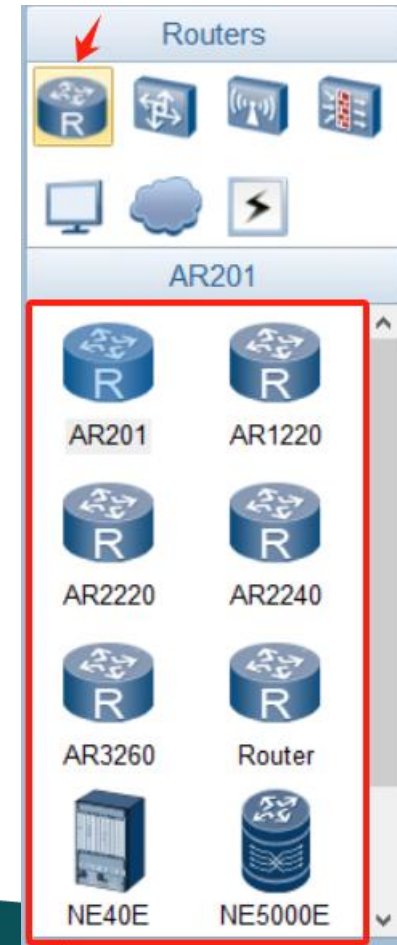 Routers
R
AR201
R
R
AR201
AR1220
R
R
AR2220
AR2240
R
R
AR3260
Router
NE40E
NE5000E